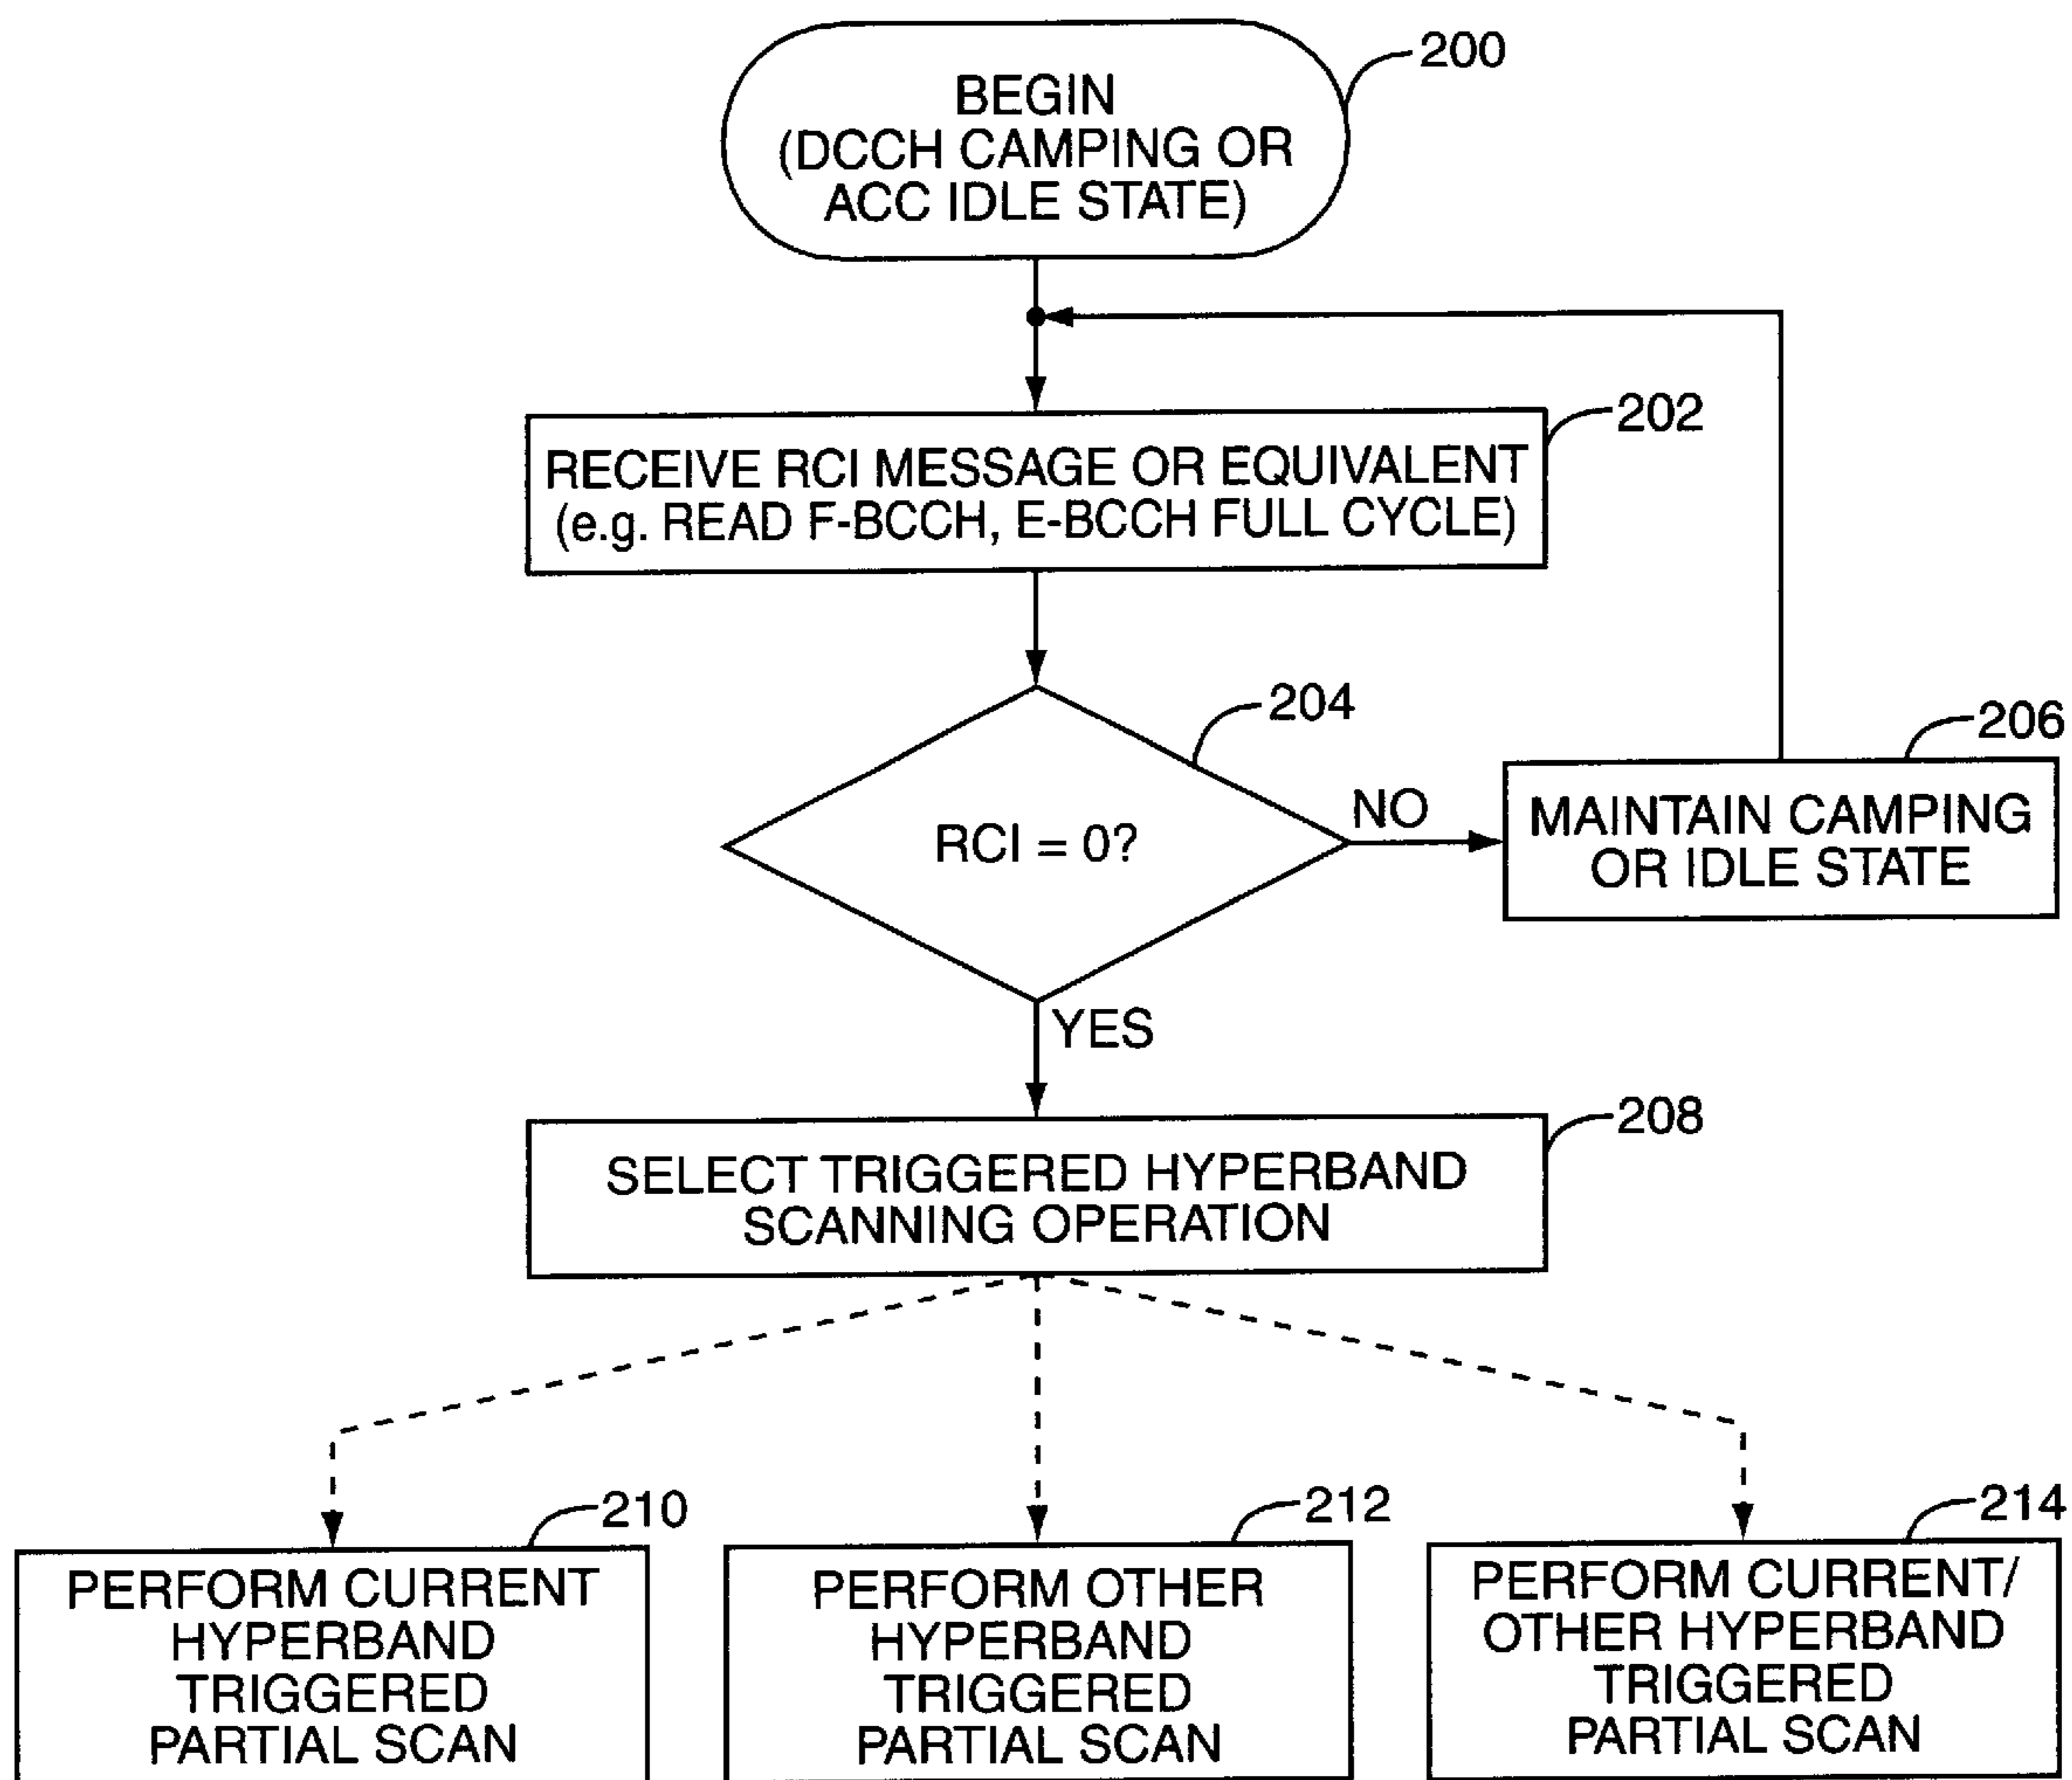 200
BEGIN
(DCCH CAMPING OR
ACC IDLE STATE)
202
RECEIVE RCI MESSAGE OR EQUIVALENT
(e.g. READ F-BCCH, E-BCCH FULL CYCLE)
204
RCI = 0?
NO
206
MAINTAIN CAMPING
OR IDLE STATE
YES
208
SELECT TRIGGERED HYPERBAND
SCANNING OPERATION
210
PERFORM CURRENT
HYPERBAND
TRIGGERED
PARTIAL SCAN
212
PERFORM OTHER
HYPERBAND
TRIGGERED
PARTIAL SCAN
214
PERFORM CURRENT/
OTHER HYPERBAND
TRIGGERED
PARTIAL SCAN